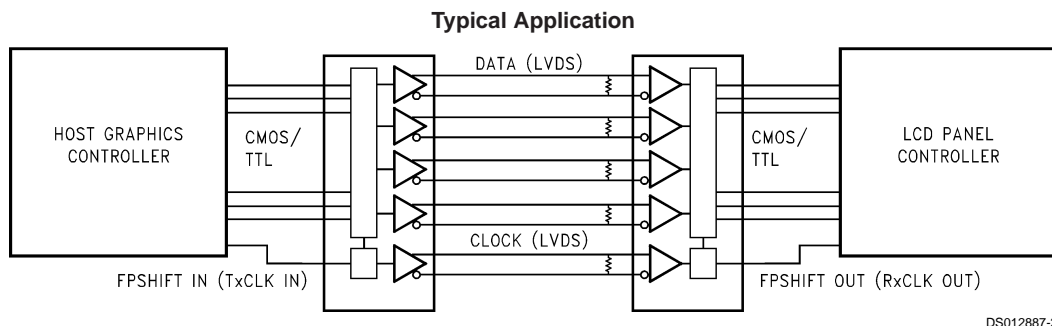 Typical Application
DATA (LVDS)
HOST GRAPHICS
CONTROLLER
CMOS/
TTL
CMOS/
TTL
LCD PANEL
CONTROLLER
CLOCK (LVDS)
FPSHIFT IN (TxCLK IN)
FPSHIFT OUT (RxCLK OUT)